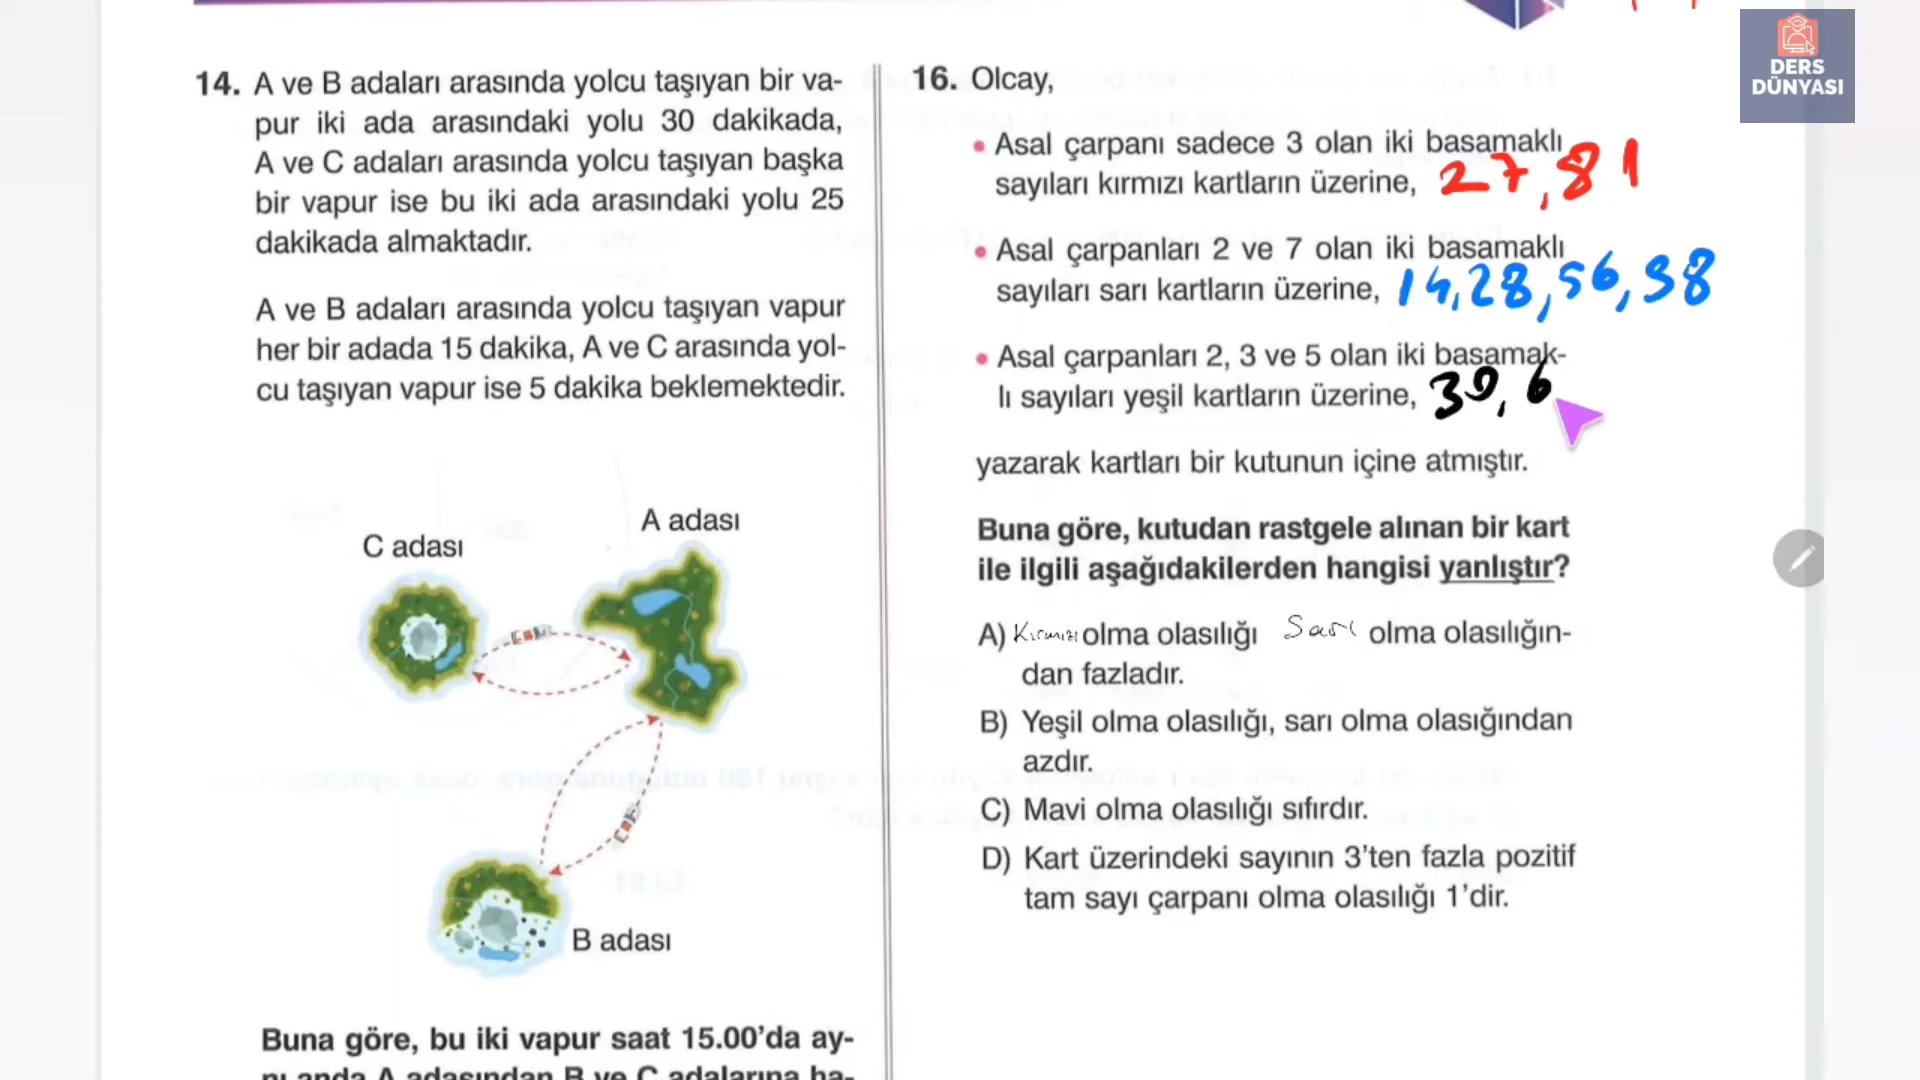 DERS
DÜNYASI
14. A ve B adaları arasında yolcu taşıyan bir va-
pur iki ada arasındaki yolu 30 dakikada,
A ve C adaları arasında yolcu taşıyan başka
bir vapur ise bu iki ada arasındaki yolu 25
dakikada almaktadır.
A ve B adaları arasında yolcu taşıyan vapur
her bir adada 15 dakika, A ve C arasında yol-
cu taşıyan vapur ise 5 dakika beklemektedir.
C adası
A adası
B adası
Buna göre, bu iki vapur saat 15.00’da ay-
nı anda A adasından B ve C adalarına ha-
16. Olcay,
• Asal çarpanı sadece 3 olan iki basamaklı
sayıları kırmızı kartların üzerine, 27, 81
• Asal çarpanları 2 ve 7 olan iki basamaklı
sayıları sarı kartların üzerine, 14, 28, 56, 98
• Asal çarpanları 2, 3 ve 5 olan iki basamak-
lı sayıları yeşil kartların üzerine, 30, 6
yazarak kartları bir kutunun içine atmıştır.
Buna göre, kutudan rastgele alınan bir kart
ile ilgili aşağıdakilerden hangisi yanlıştır?
A) Kırmızı olma olasılığı Sarı olma olasılığın-
dan fazladır.
B) Yeşil olma olasılığı, sarı olma olasığından
azdır.
C) Mavi olma olasılığı sıfırdır.
D) Kart üzerindeki sayının 3’ten fazla pozitif
tam sayı çarpanı olma olasılığı 1’dir.